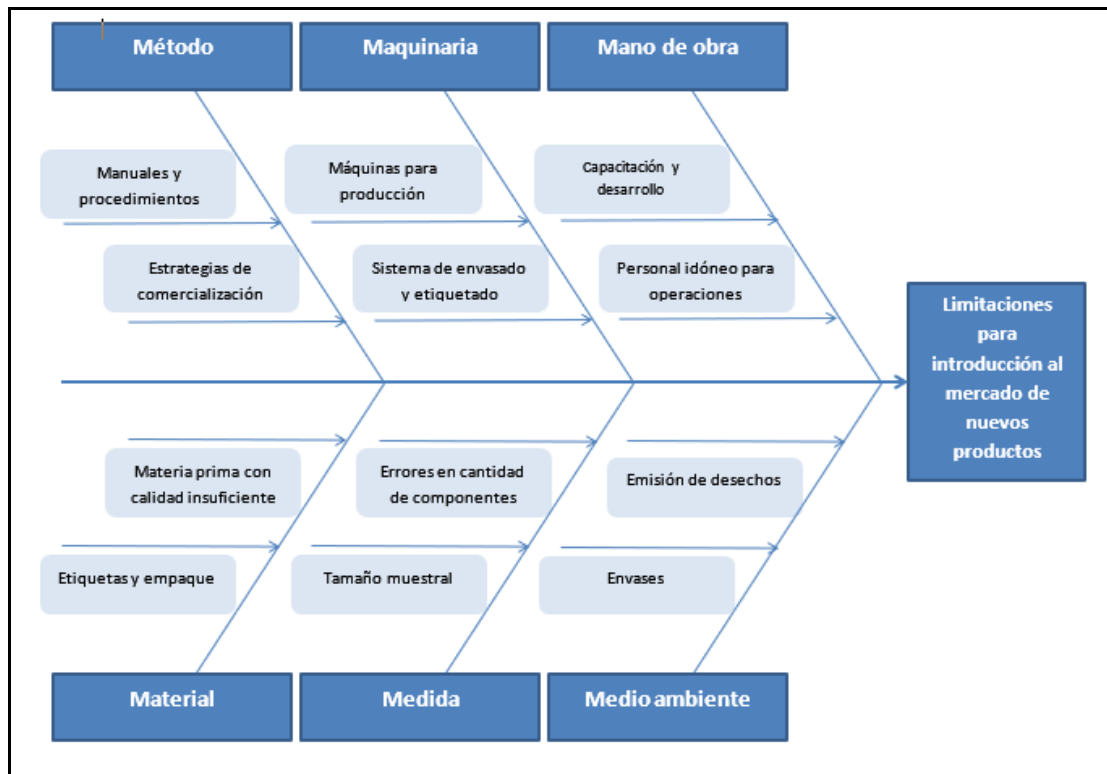 Método
Maquinaria
Mano de obra
Manuales y
procedimientos
Máquinas para
producción
Capacitación y
desarrollo
Estrategias de
comercialización
Sistema de envasado
y etiquetado
Personal idóneo para
operaciones
Limitaciones
para
introducción al
mercado de
nuevos
productos
Materia prima con
calidad insuficiente
Errores en cantidad
de componentes
Emisión de desechos
Etiquetas y empaque
Tamaño muestral
Envases
Material
Medida
Medio ambiente